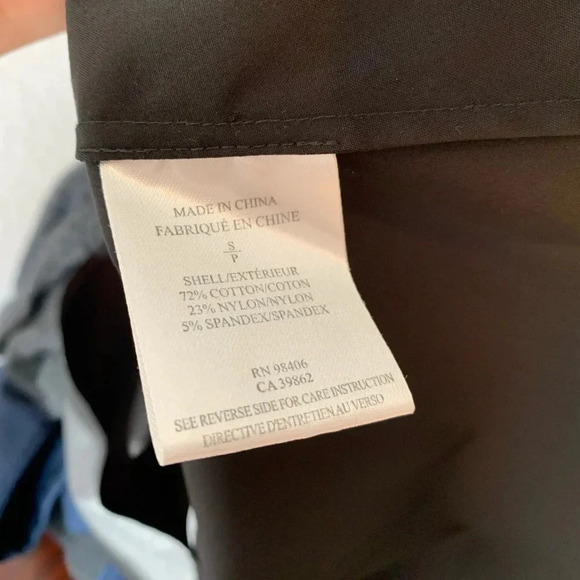 MADE IN CHINA
FABRIQUÉ EN CHINE
S
P
SHELL/EXTÉRIEUR
72% COTTON/COTON
23% NYLON/NYLON
5% SPANDEX/SPANDEX
RN 98406
CA 39862
SEE REVERSE SIDE FOR CARE INSTRUCTION
DIRECTIVE D'ENTRETIEN AU VERSO